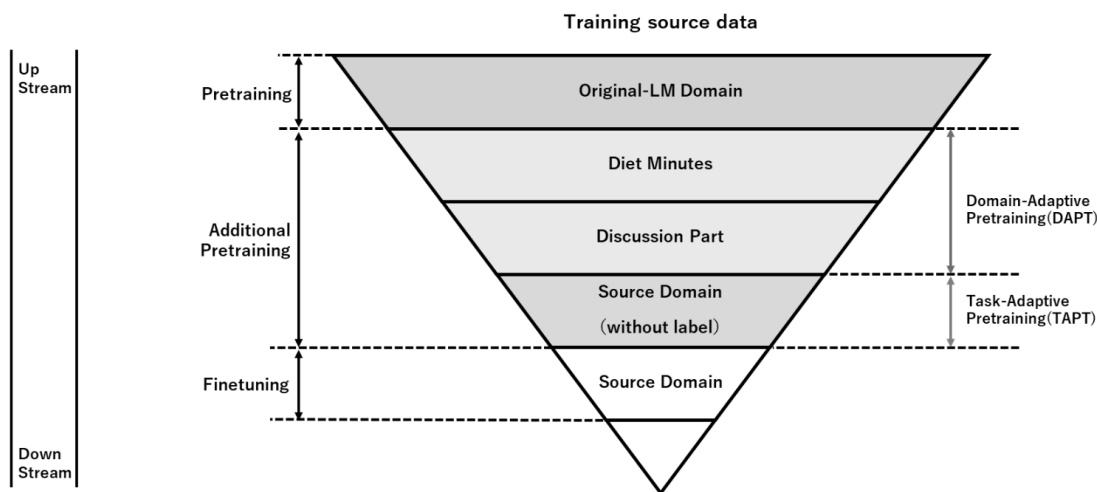 Training source data
Up
Stream
Pretraining
Original-LM Domain
Diet Minutes
Additional
Pretraining
Discussion Part
Domain-Adaptive
Pretraining(DAPT)
Source Domain
(without label)
Task-Adaptive
Pretraining(TAPT)
Finetuning
Source Domain
Down
Stream